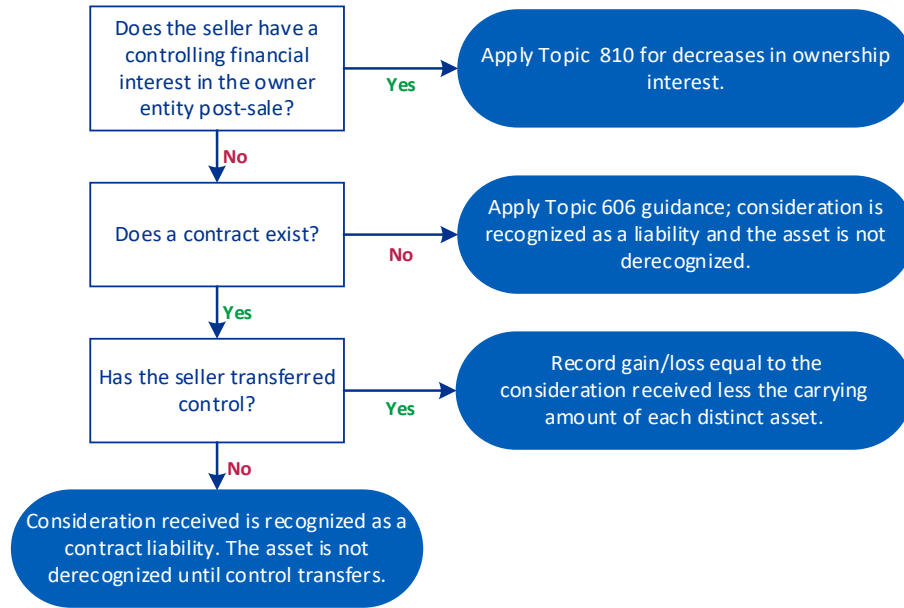 Does the seller have a
controlling financial
interest in the owner
entity post-sale?
Yes
Apply Topic 810 for decreases in ownership
interest.
No
Does a contract exist?
No
Apply Topic 606 guidance; consideration is
recognized as a liability and the asset is not
derecognized.
Yes
Has the seller transferred
control?
Yes
Record gain/loss equal to the
consideration received less the carrying
amount of each distinct asset.
No
Consideration received is recognized as a
contract liability. The asset is not
derecognized until control transfers.